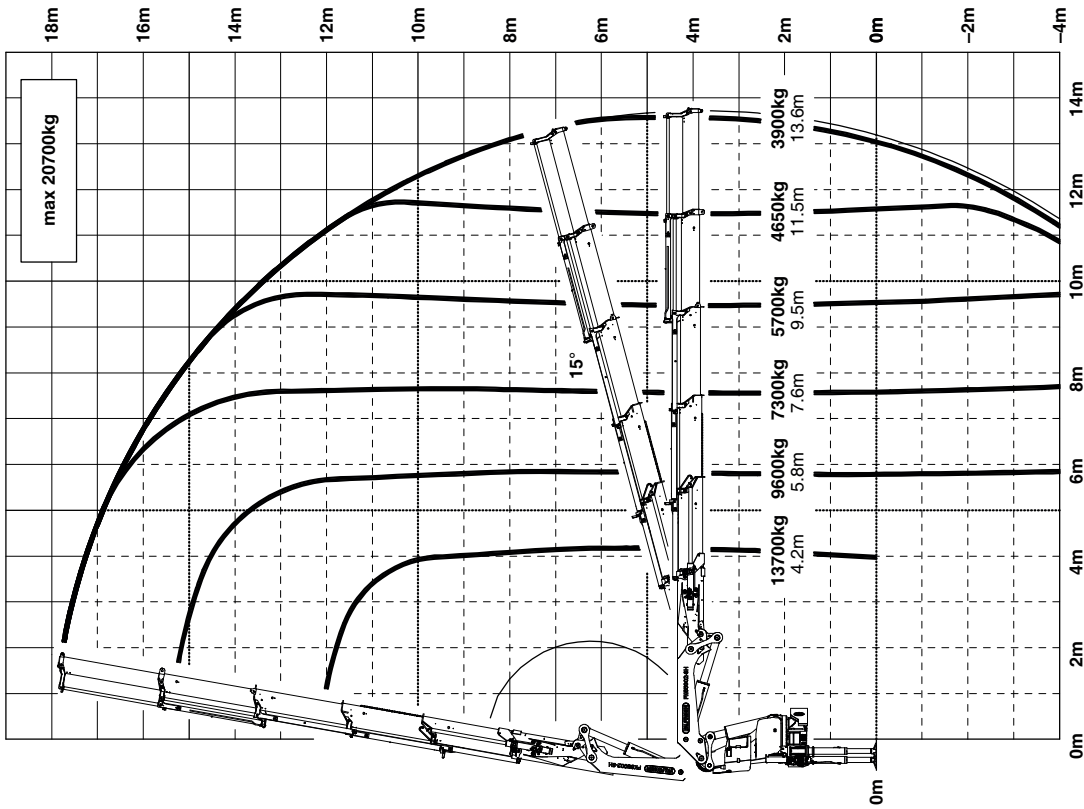 18m
16m
14m
12m
10m
8m
6m
4m
2m
0m
−2m
−4m
max 20700kg
14m
12m
10m
8m
6m
4m
2m
0m
0m
3900kg
13.6m
4650kg
11.5m
5700kg
9.5m
7300kg
7.6m
9600kg
5.8m
13700kg
4.2m
15°